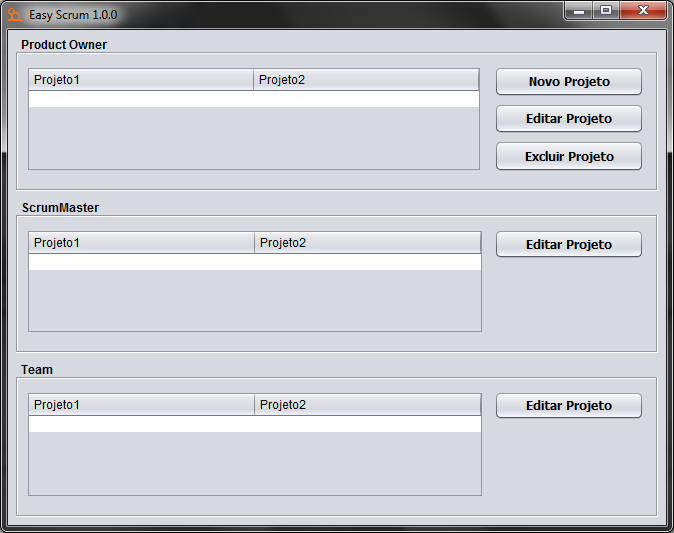 Easy Scrum 1.0.0
Product Owner
Projeto1 Projeto2
Novo Projeto
Editar Projeto
Excluir Projeto
ScrumMaster
Projeto1 Projeto2
Editar Projeto
Team
Projeto1 Projeto2
Editar Projeto